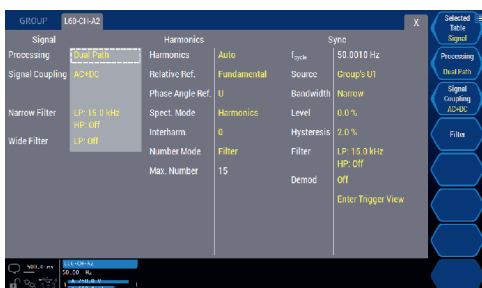 GROUP L60-CH-A2 X
Signal Harmonics Sync
Processing Dual Path Harmonics Auto fcycle 50.0010 Hz
Signal Coupling AC+DC Relative Ref. Fundamental Source Group's U1
Phase Angle Ref. U Bandwidth Narrow
Narrow Filter LP: 15.0 kHz Spect. Mode Harmonics Level 0.0 %
HP: Off Interharm. 0 Hysteresis 2.0 %
Wide Filter LP: Off Number Mode Filter Filter LP: 15.0 kHz
HP: Off
Max. Number 15 Demod Off
Enter Trigger View
Selected
Table
Signal
Processing
Dual Path
Signal
Coupling
AC+DC
Filter
500.0 ms L60-CH-A2
50.00 Hz